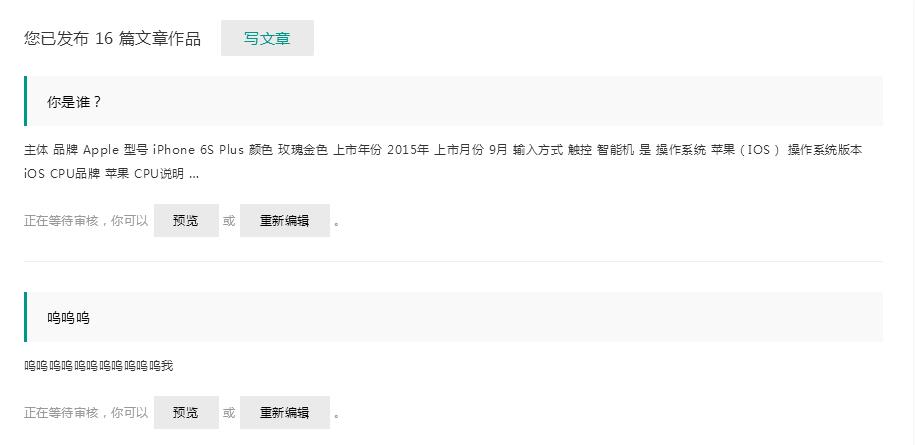 您已发布 16 篇文章作品 写文章
你是谁？
主体 品牌 Apple 型号 iPhone 6S Plus 颜色 玫瑰金色 上市年份 2015年 上市月份 9月 输入方式 触控 智能机 是 操作系统 苹果（IOS） 操作系统版本
iOS CPU品牌 苹果 CPU说明 ...
正在等待审核，你可以 预览 或 重新编辑 。
呜呜呜
呜呜呜呜呜呜呜呜呜呜呜我
正在等待审核，你可以 预览 或 重新编辑 。